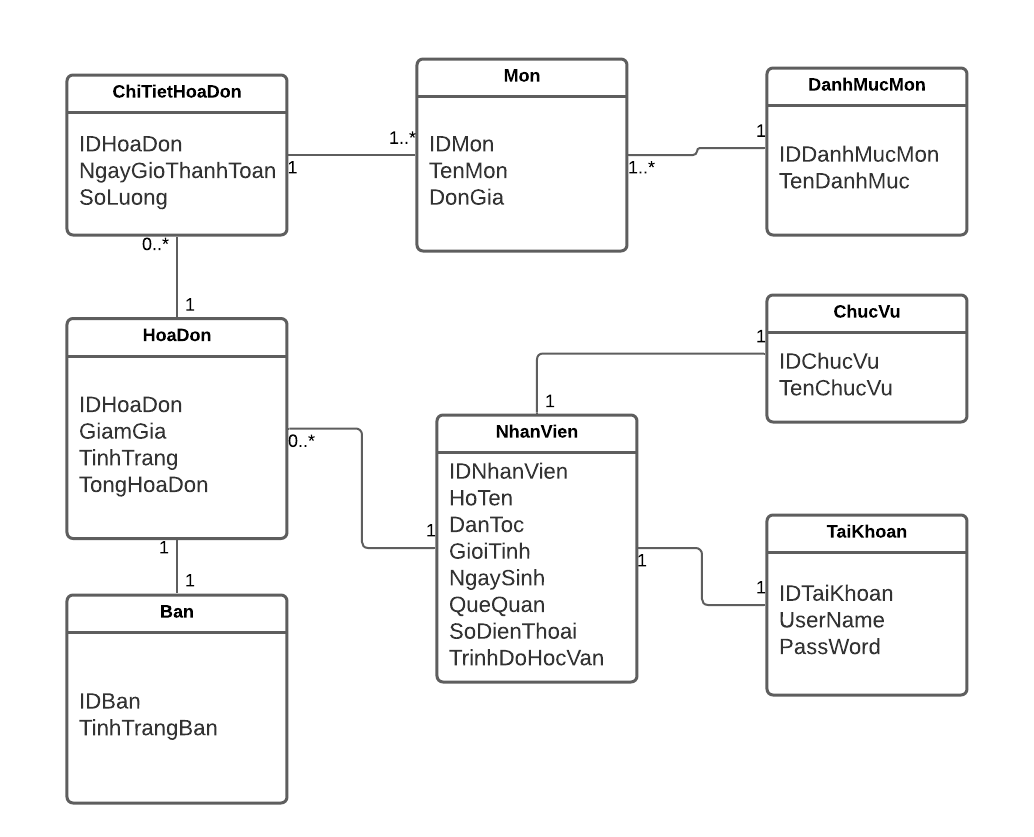 ChiTietHoaDon
IDHoaDon
NgayGioThanhToan
SoLuong
1
1..*
Mon
IDMon
TenMon
DonGia
1..*
1
DanhMucMon
IDDanhMucMon
TenDanhMuc
0..*
1
HoaDon
IDHoaDon
GiamGia
TinhTrang
TongHoaDon
0..*
1
1
1
Ban
IDBan
TinhTrangBan
NhanVien
IDNhanVien
HoTen
DanToc
GioiTinh
NgaySinh
QueQuan
SoDienThoai
TrinhDoHocVan
1
1
ChucVu
IDChucVu
TenChucVu
1
1
TaiKhoan
IDTaiKhoan
UserName
PassWord